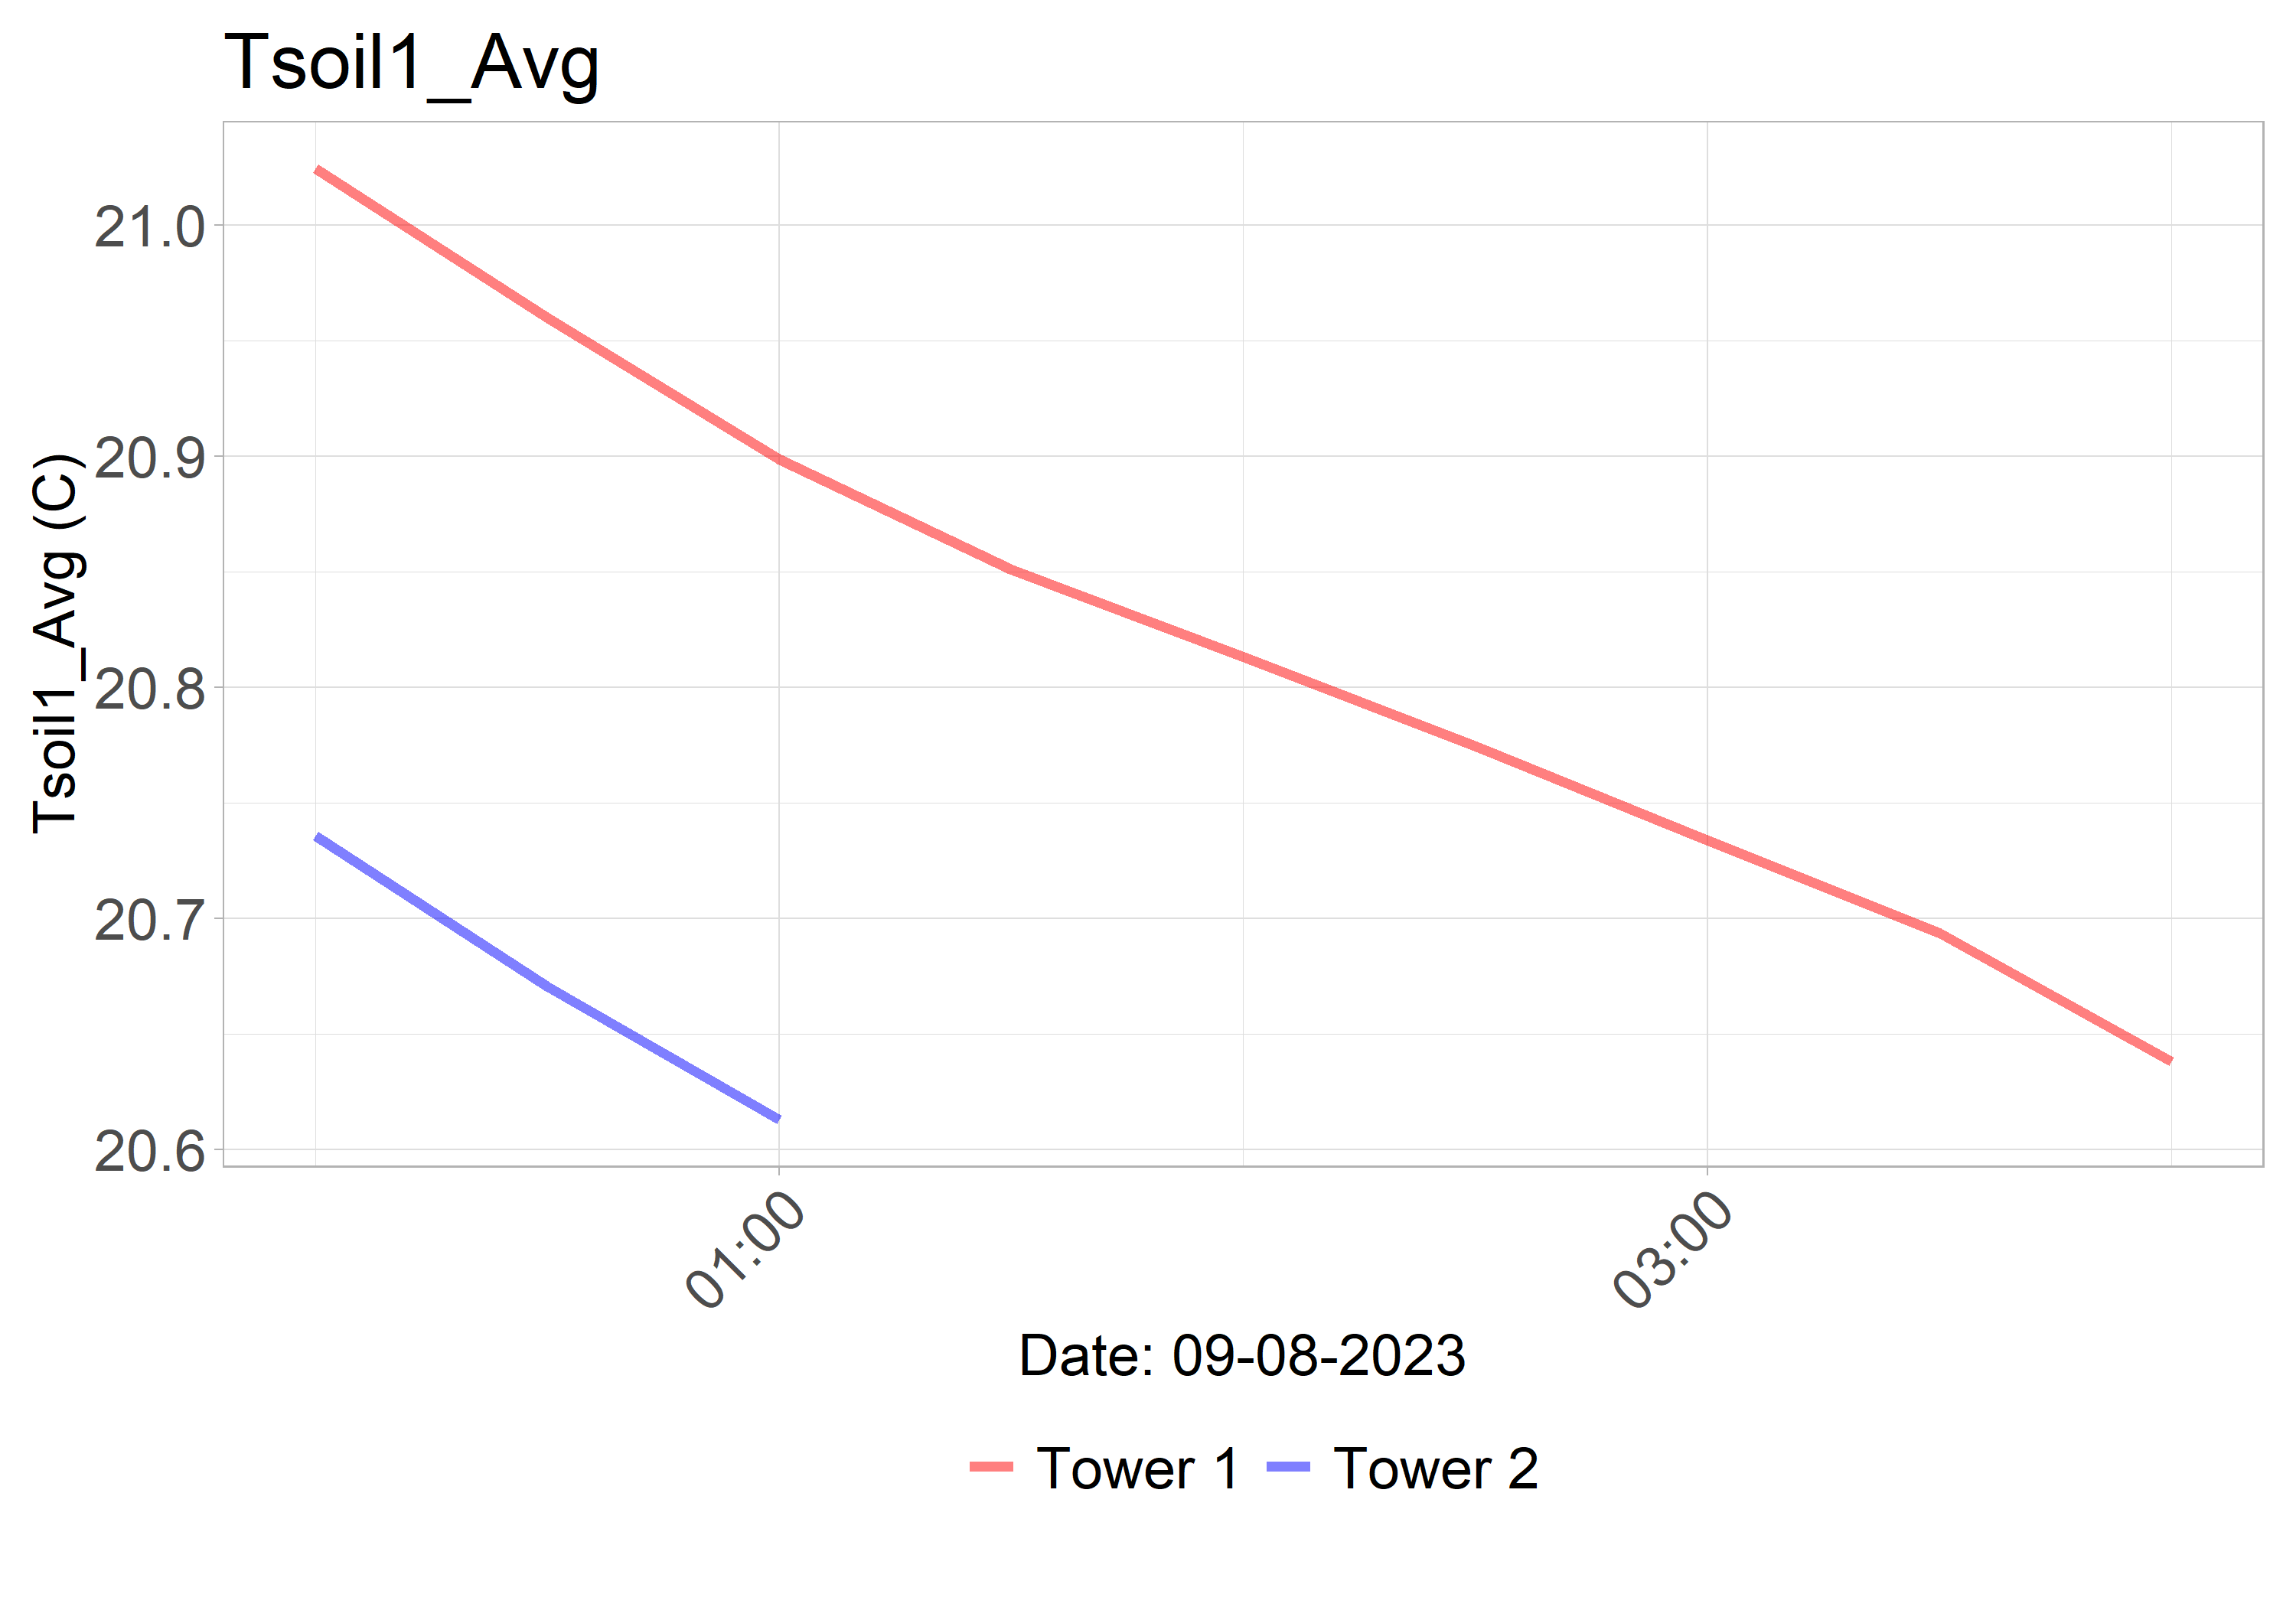 Tsoil1_Avg
Tsoil1_Avg (C)
21.0
20.9
20.8
20.7
20.6
01:00
03:00
Date: 09-08-2023
Tower 1
Tower 2